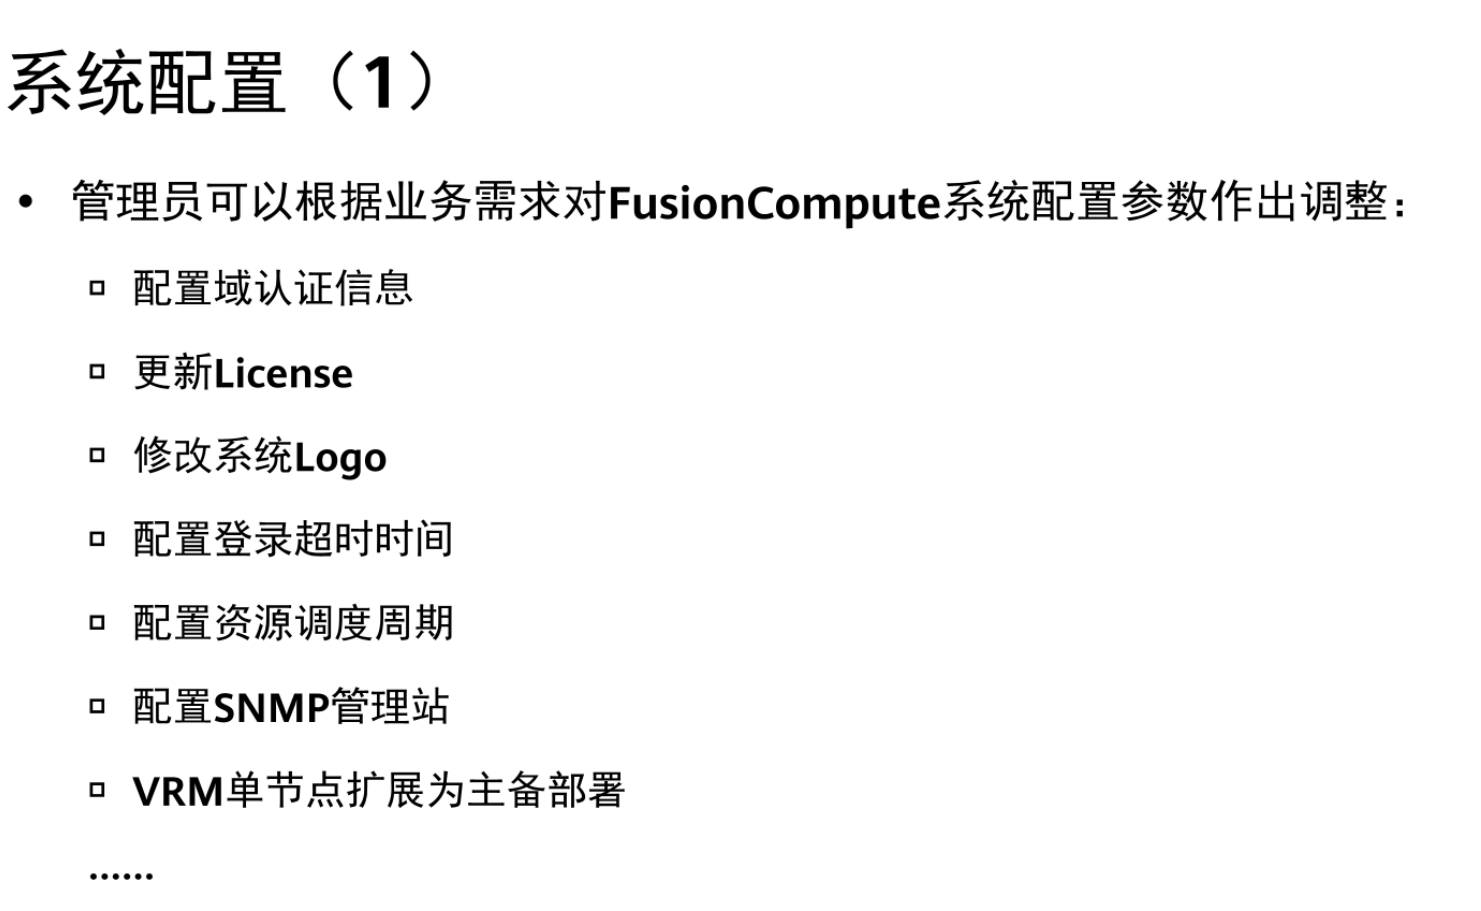 系统配置（1）
• 管理员可以根据业务需求对FusionCompute系统配置参数作出调整：
▫ 配置域认证信息
▫ 更新License
▫ 修改系统Logo
▫ 配置登录超时时间
▫ 配置资源调度周期
▫ 配置SNMP管理站
▫ VRM单节点扩展为主备部署
......